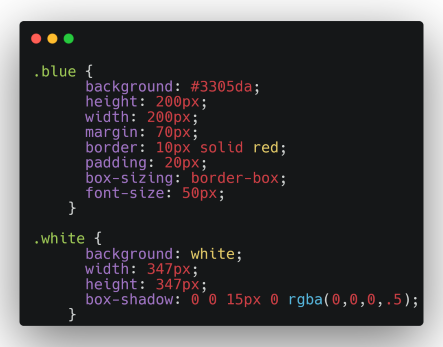 .blue {
background: #3305da;
height: 200px;
width: 200px;
margin: 70px;
border: 10px solid red;
padding: 20px;
box-sizing: border-box;
font-size: 50px;
}
.white {
background: white;
width: 347px;
height: 347px;
box-shadow: 0 0 15px 0 rgba(0,0,0,.5);
}